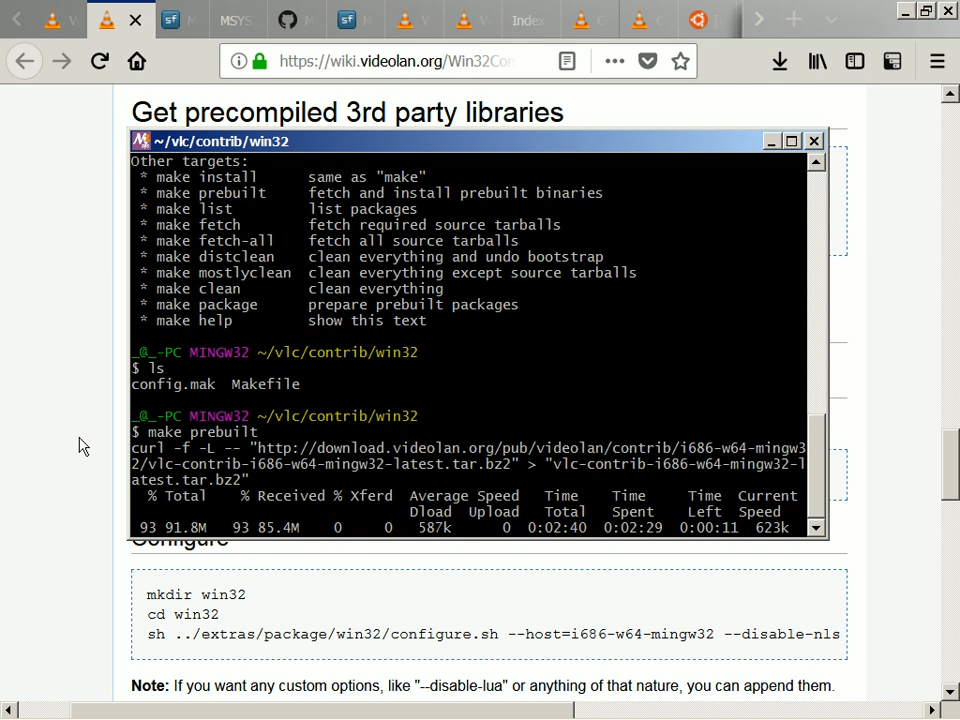 MSYS
Index
https://wiki.videolan.org/Win32Con
Get precompiled 3rd party libraries
~/vlc/contrib/win32
Other targets:
* make install same as "make"
* make prebuilt fetch and install prebuilt binaries
* make list list packages
* make fetch fetch required source tarballs
* make fetch-all fetch all source tarballs
* make distclean clean everything and undo bootstrap
* make mostlyclean clean everything except source tarballs
* make clean clean everything
* make package prepare prebuilt packages
* make help show this text
_@_-PC MINGW32 ~/vlc/contrib/win32
$ ls
config.mak Makefile
_@_-PC MINGW32 ~/vlc/contrib/win32
$ make prebuilt
curl -f -L -- "http://download.videolan.org/pub/videolan/contrib/i686-w64-mingw3
2/vlc-contrib-i686-w64-mingw32-latest.tar.bz2" > "vlc-contrib-i686-w64-mingw32-l
atest.tar.bz2"
% Total % Received % Xferd Average Speed Time Time Time Current
Dload Upload Total Spent Left Speed
93 91.8M 93 85.4M 0 0 587k 0 0:02:40 0:02:29 0:00:11 623k
Configure
mkdir win32
cd win32
sh ../extras/package/win32/configure.sh --host=i686-w64-mingw32 --disable-nls
Note: If you want any custom options, like "--disable-lua" or anything of that nature, you can append them.